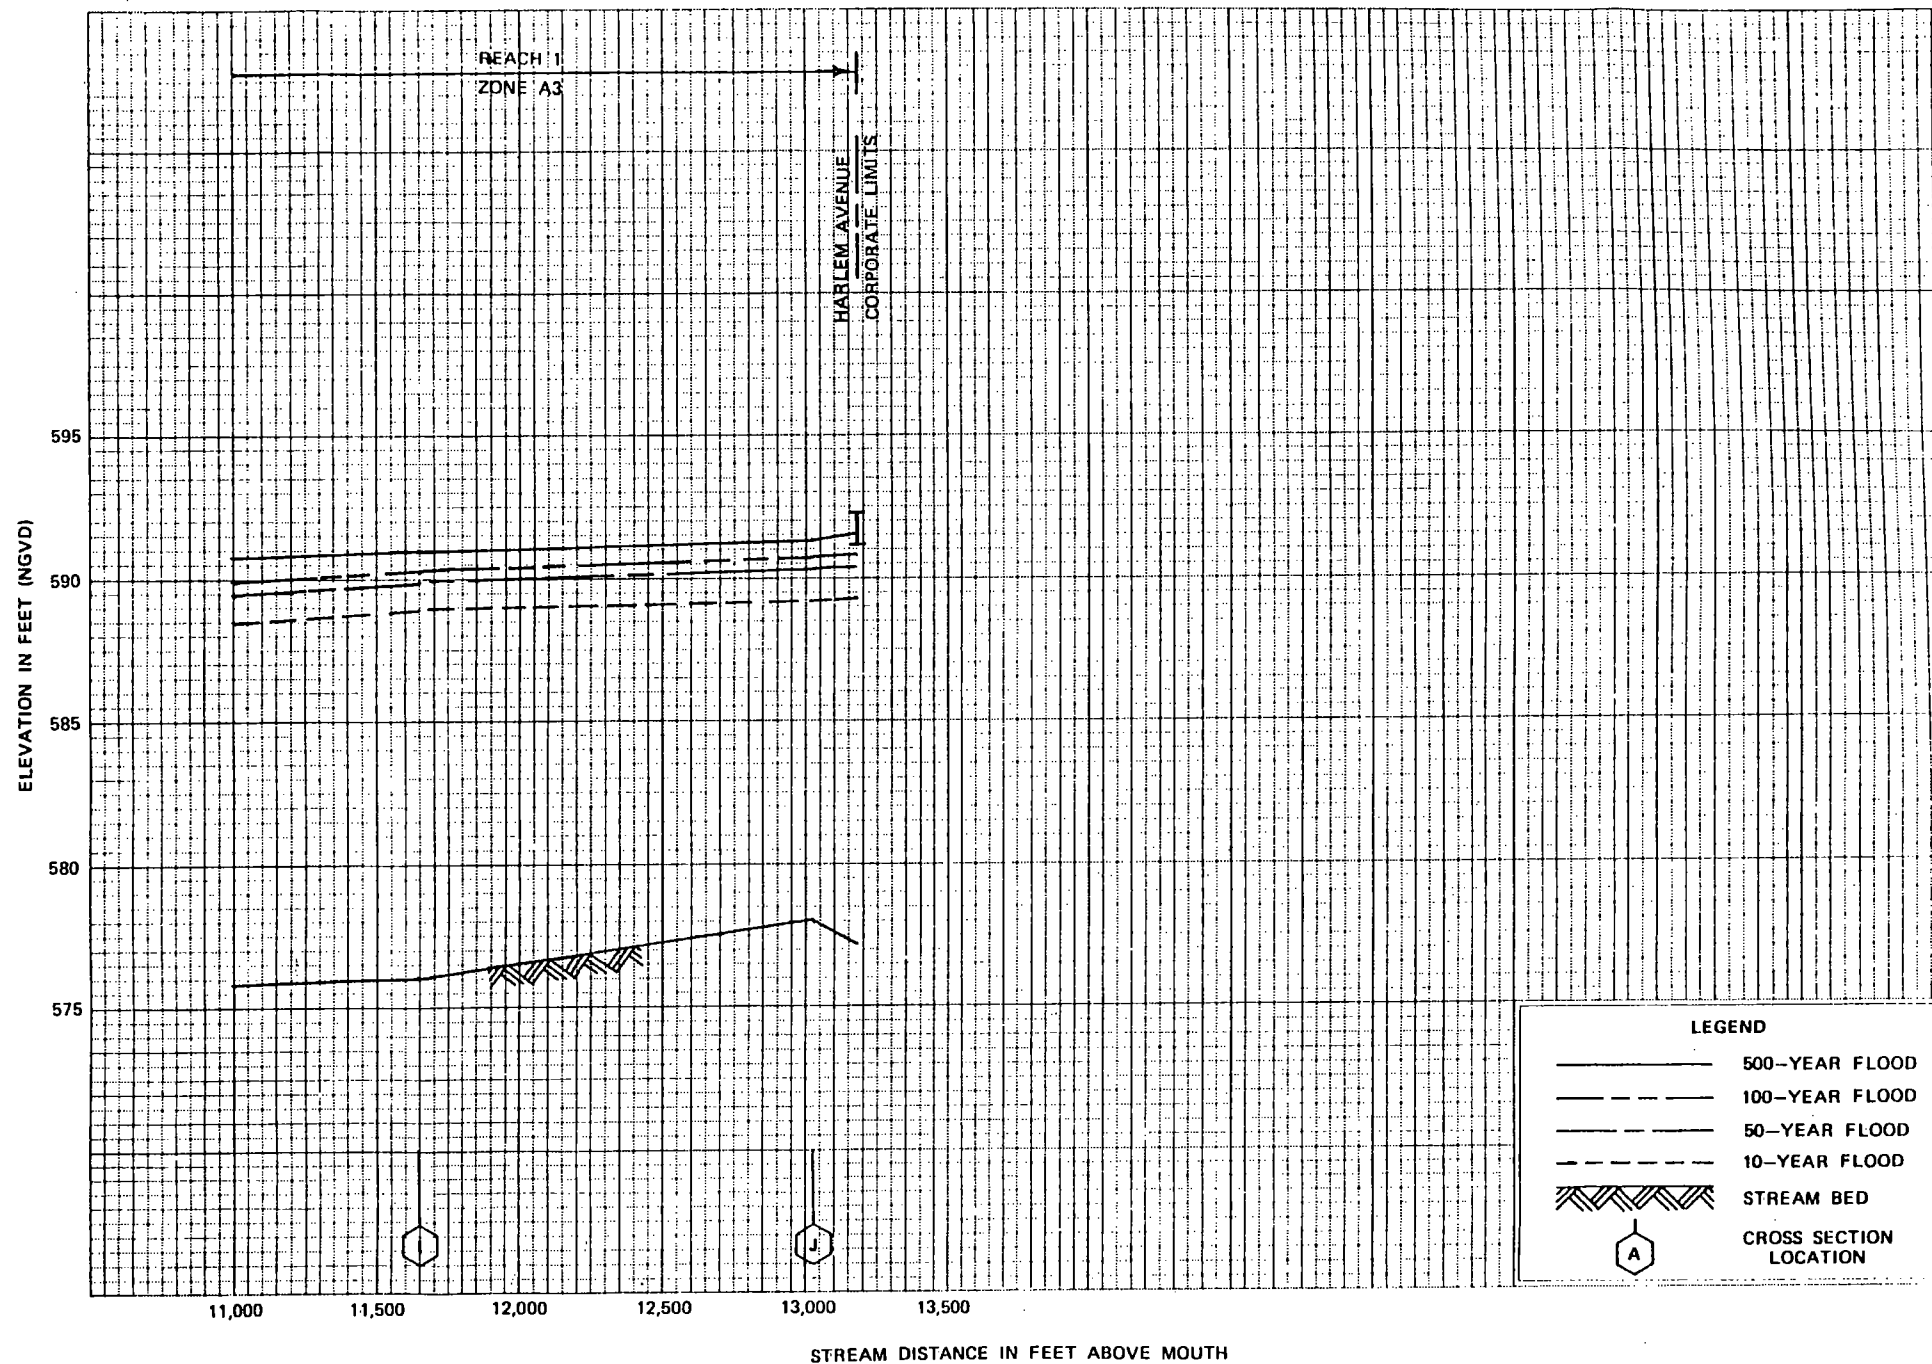 REACH 1
ZONE A3
HARLEM AVENUE
CORPORATE LIMITS
ELEVATION IN FEET (NGVD)
595
590
585
580
575
I
J
11,000
11,500
12,000
12,500
13,000
13,500
STREAM DISTANCE IN FEET ABOVE MOUTH
LEGEND
500-YEAR FLOOD
100-YEAR FLOOD
50-YEAR FLOOD
10-YEAR FLOOD
STREAM BED
A
CROSS SECTION
LOCATION